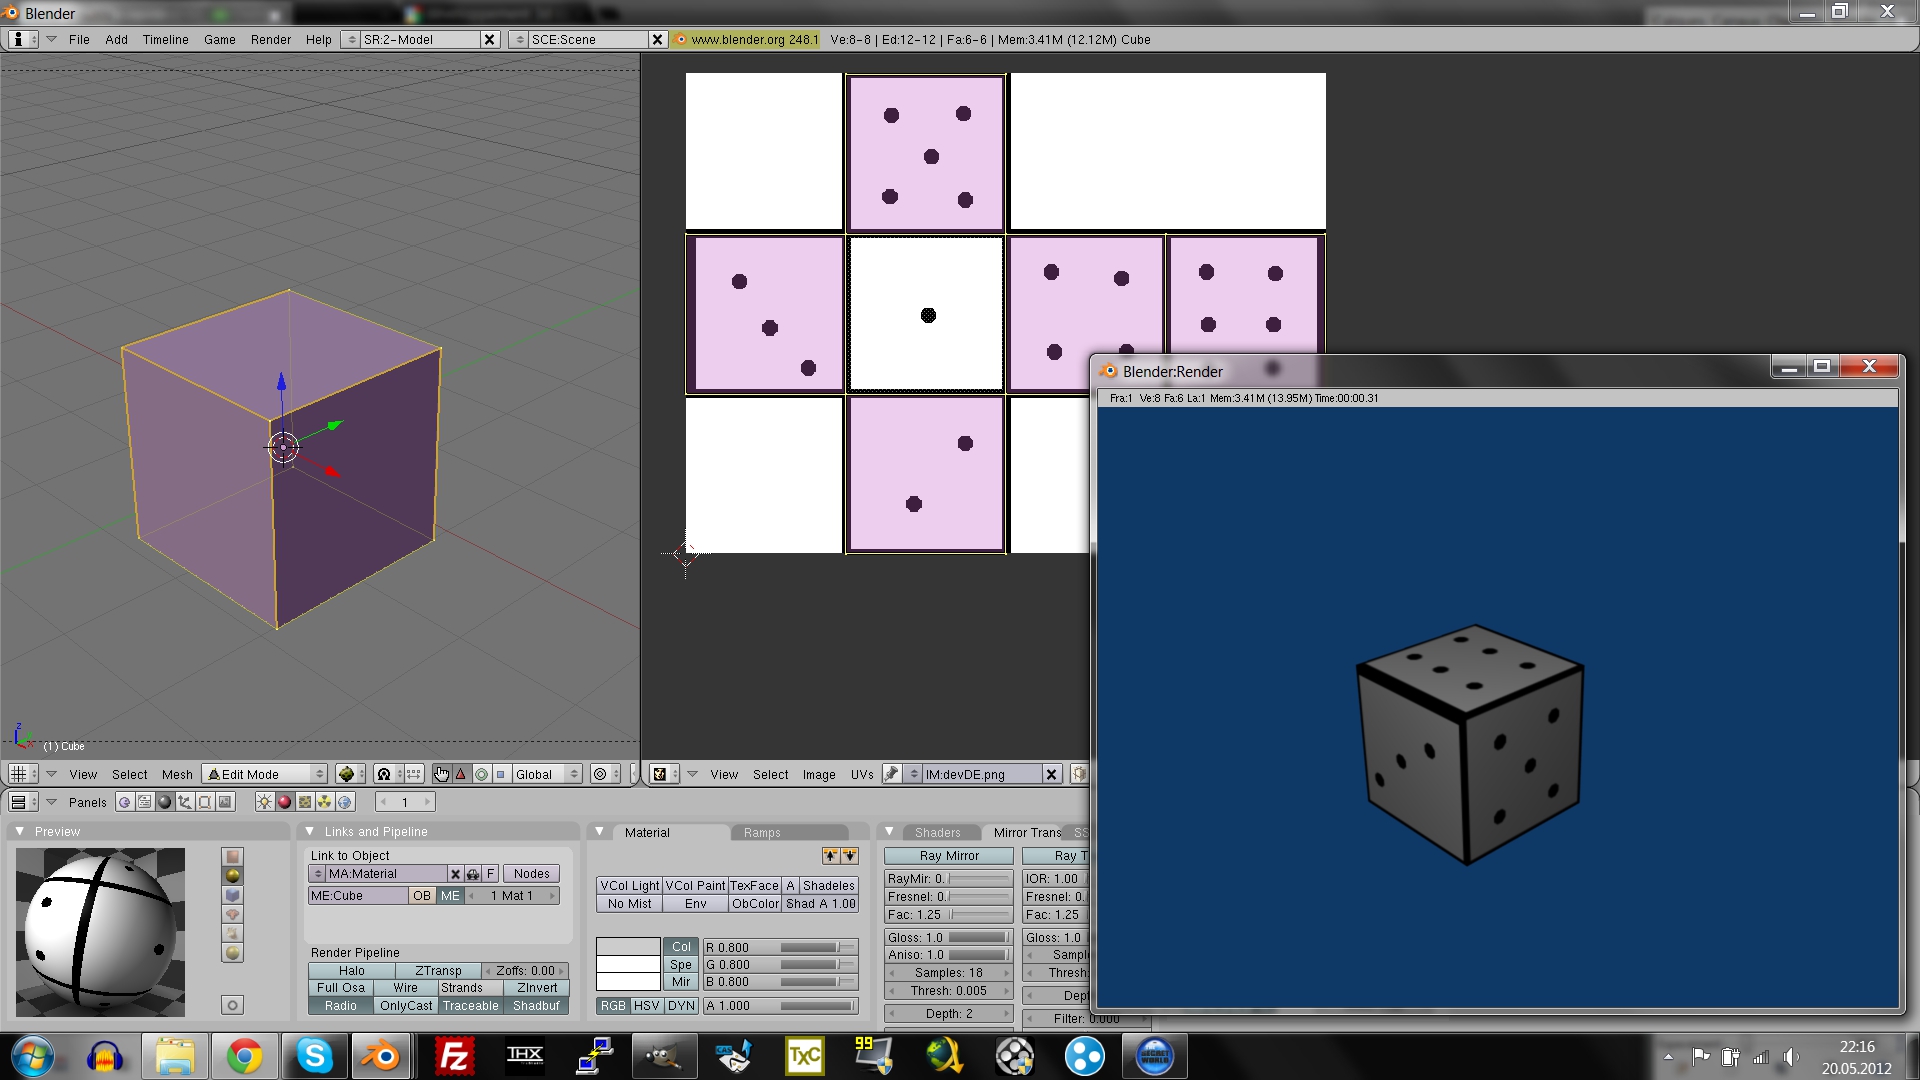 Blender
File Add Timeline Game Render Help SR:2-Model SCE:Scene www.blender.org 248.1 Ve:8-8 | Ed:12-12 | Fa:6-6 | Mem:3.41M (12.12M) Cube
z
x
(1) Cube
View Select Mesh Edit Mode Global
View Select Image UVs IM:devDE.png
Blender:Render
Fra:1 Ve:8 Fa:6 La:1 Mem:3.41M (13.95M) Time:00:00.31
Panels 1
Preview
Links and Pipeline
Link to Object
MA:Material F Nodes
ME:Cube OB ME 1 Mat 1
Render Pipeline
Halo ZTransp Zoffs: 0.00
Full Osa Wire Strands ZInvert
Radio OnlyCast Traceable Shadbuf
Material Ramps
VCol Light VCol Paint TexFace A Shadeles
No Mist Env ObColor Shad A 1.00
Col R 0.800
Spe G 0.800
Mir B 0.800
RGB HSV DYN A 1.000
Shaders Mirror Trans SS
Ray Mirror Ray T
RayMir: 0. IOR: 1.00
Fresnel: 0. Fresnel: 0.
Fac: 1.25 Fac: 1.25
Gloss: 1.0 Gloss: 1.0
Aniso: 1.0 Sample
Samples: 18 Thresh:
Thresh: 0.005 Dept
Depth: 2 Filter: 0.000
S Fz THX TxC 99 SECRET WORLD
22:16
20.05.2012